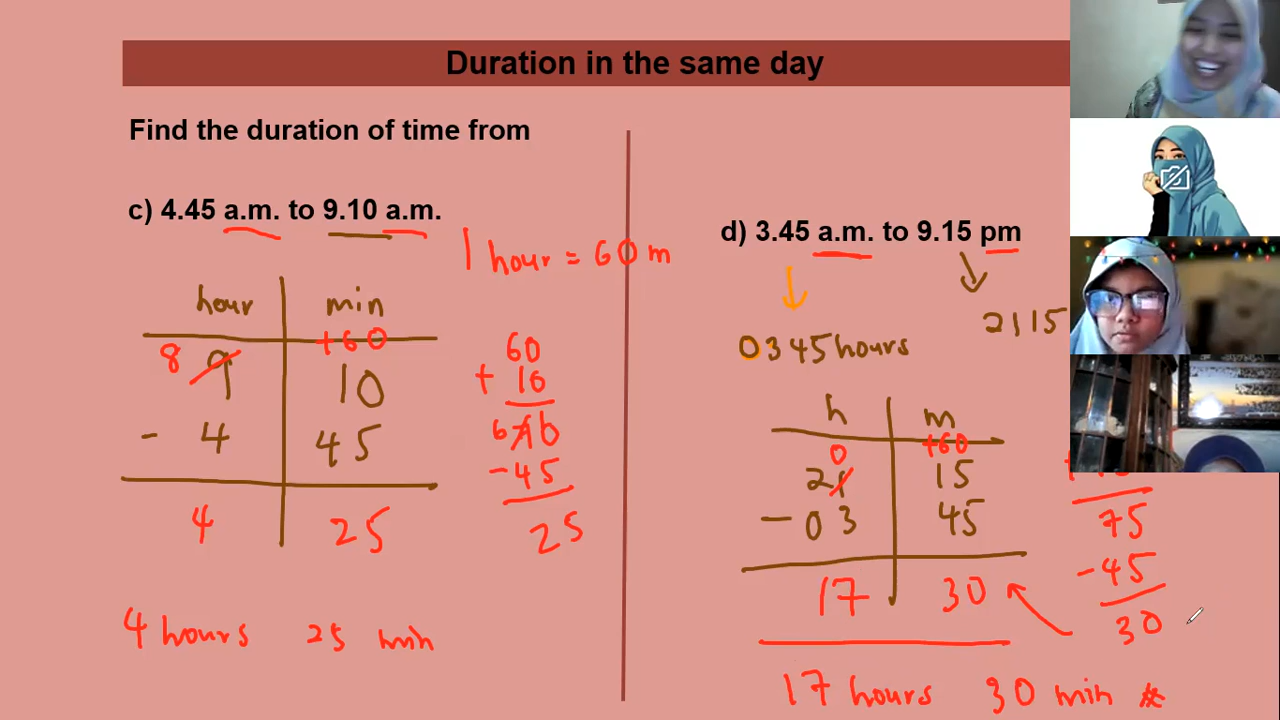 Duration in the same day
Find the duration of time from
c) 4.45 a.m. to 9.10 a.m.
1 hour = 60 m
hour min
+60
8 9 10
- 4 45
4 25
60
+ 10
6 70
- 45
25
4 hours 25 min
d) 3.45 a.m. to 9.15 pm
2115
0345 hours
h m
0 +60
21 15
- 03 45
17 30
75
- 45
30
17 hours 30 min